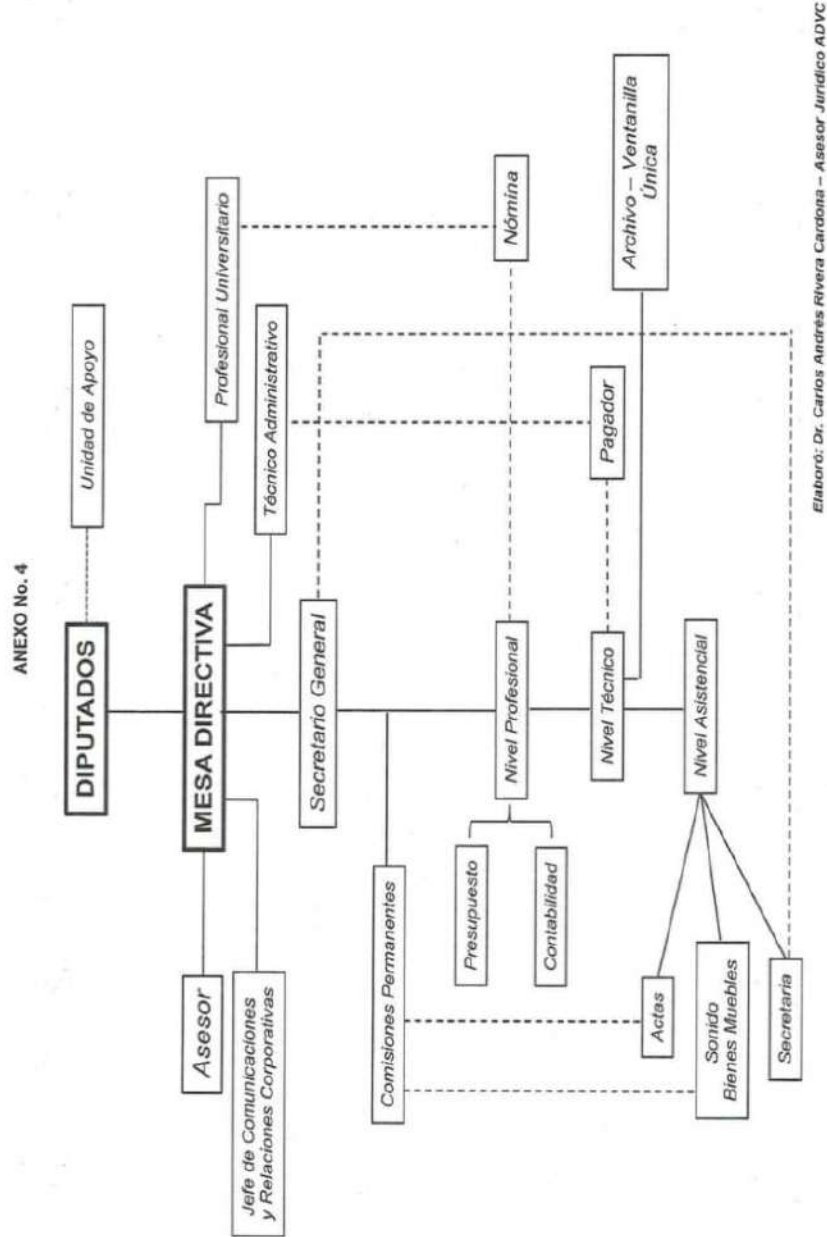 ANEXO No. 4
DIPUTADOS
Unidad de Apoyo
MESA DIRECTIVA
Asesor
Profesional Universitario
Jefe de Comunicaciones
y Relaciones Corporativas
Técnico Administrativo
Secretario General
Comisiones Permanentes
Presupuesto
Contabilidad
Nivel Profesional
Nómina
Nivel Técnico
Pagador
Archivo – Ventanilla
Única
Nivel Asistencial
Actas
Sonido
Bienes Muebles
Secretaria
Elaboró: Dr. Carlos Andrés Rivera Cardona – Asesor Jurídico ADVC